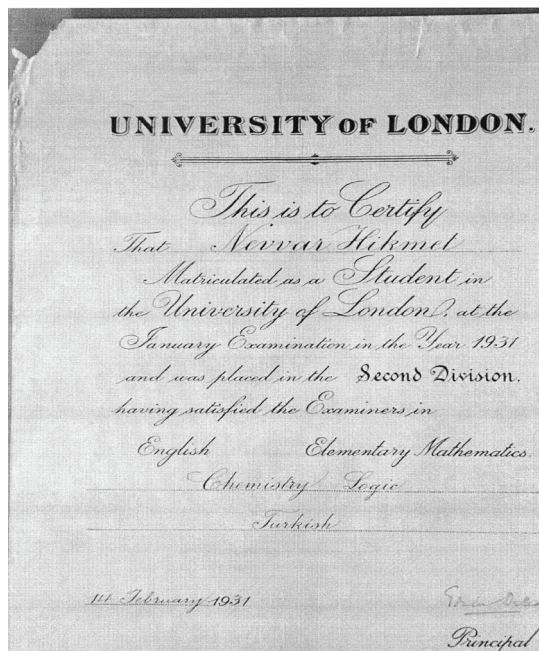 UNIVERSITY OF LONDON.
This is to Certify
That Nevvar Hikmet
Matriculated as a Student in
the University of London, at the
January Examination in the Year 1931
and was placed in the Second Division,
having satisfied the Examiners in
English Elementary Mathematics.
Chemistry Logic
Turkish
14 February 1931
Principal